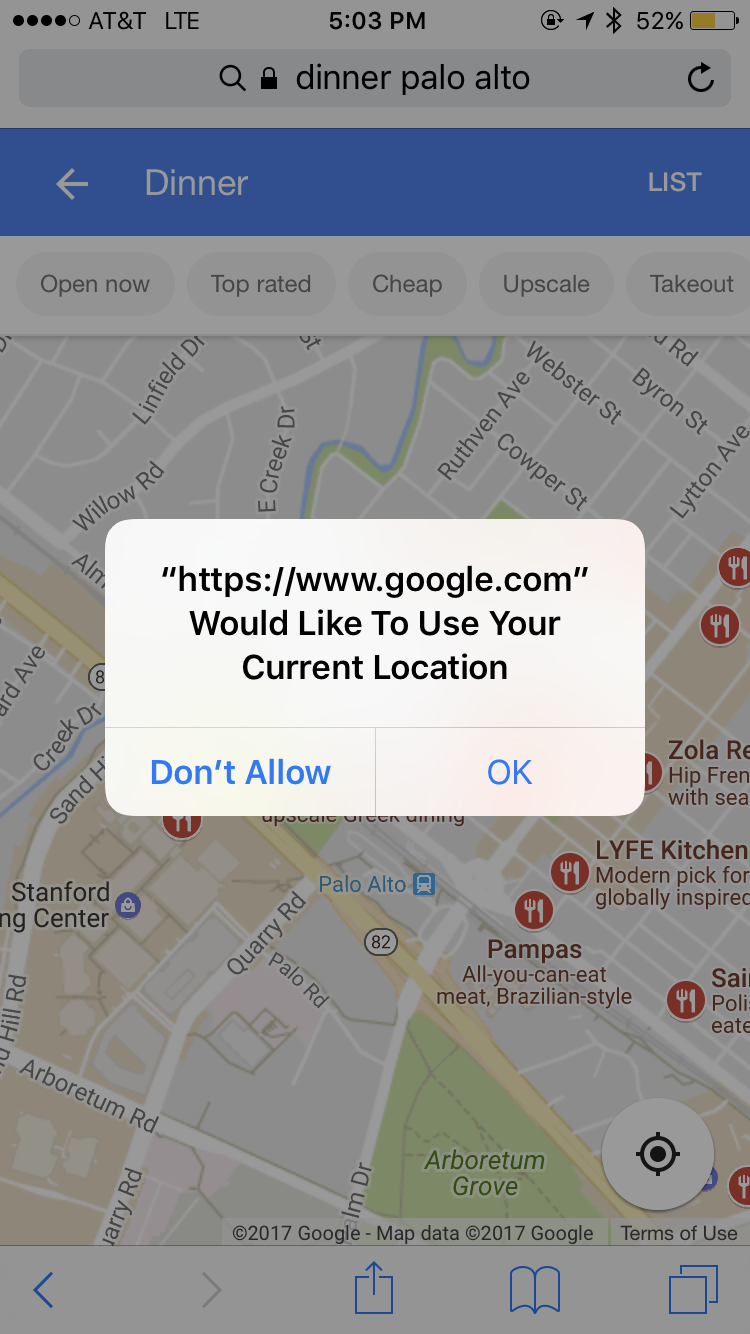 AT&T LTE 5:03 PM 52%
dinner palo alto
Dinner LIST
Open now Top rated Cheap Upscale Takeout
Linfield Dr
St
Webster St
Rd
Byron St
Ruthven Ave
Cowper St
Lytton Ave
E Creek Dr
Willow Rd
“https://www.google.com”
Would Like To Use Your
Current Location
Don’t Allow OK
Creek Dr
Sand Hi
upscale Greek dining
Zola Re
Hip Fren
with sea
LYFE Kitchen
Modern pick for
globally inspired
Palo Alto
Stanford
ng Center
82
Quarry Rd
Palo Rd
Pampas
All-you-can-eat
meat, Brazilian-style
Sai
Poli
eate
Hill Rd
Arboretum Rd
Arboretum
Grove
uarry Rd
alm Dr
©2017 Google - Map data ©2017 Google Terms of Use